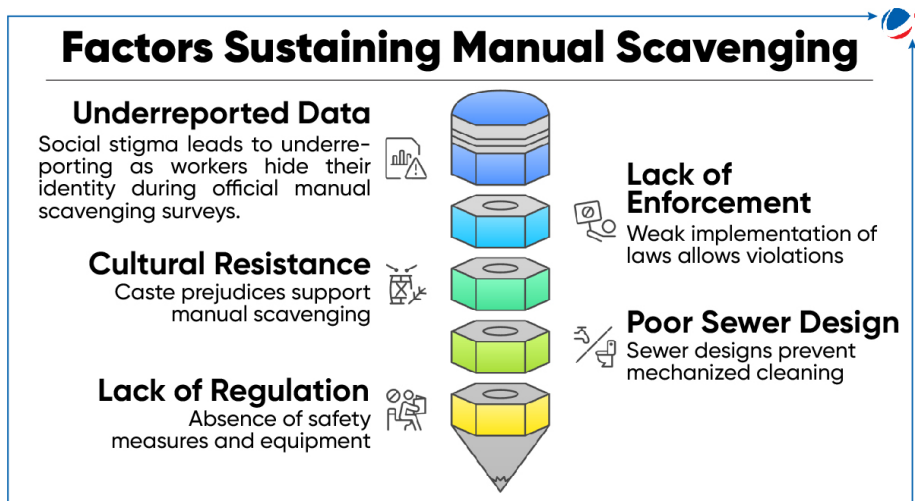 Factors Sustaining Manual Scavenging
Underreported Data
Social stigma leads to underre-
porting as workers hide their
identity during official manual
scavenging surveys.
Lack of
Enforcement
Weak implementation of
laws allows violations
Cultural Resistance
Caste prejudices support
manual scavenging
Poor Sewer Design
Sewer designs prevent
mechanized cleaning
Lack of Regulation
Absence of safety
measures and equipment